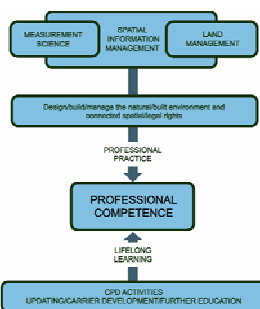 MEASUREMENT
SCIENCE
SPATIAL
INFORMATION
MANAGEMENT
LAND
MANAGEMENT
Design/build/manage the natural/built environment and
connected spatial/legal rights
PROFESSIONAL
PRACTICE
PROFESSIONAL
COMPETENCE
LIFELONG
LEARNING
CPD ACTIVITIES
UPDATING/CARRIER DEVELOPMENT/FURTHER EDUCATION